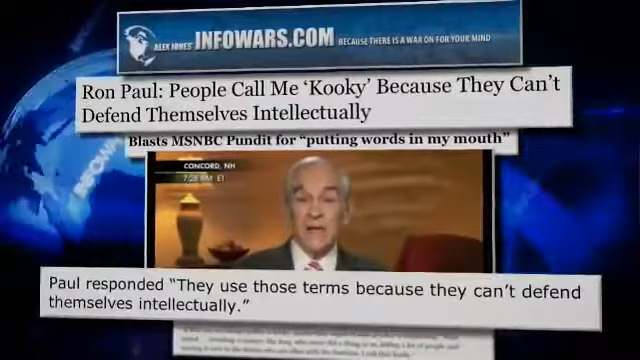 ALEX JONES' INFOWARS.COM BECAUSE THERE IS A WAR ON FOR YOUR MIND
Ron Paul: People Call Me ‘Kooky’ Because They Can’t
Defend Themselves Intellectually
Blasts MSNBC Pundit for “putting words in my mouth”
CONCORD, NH
7:28 AM ET
Paul responded “They use those terms because they can’t defend
themselves intellectually.”